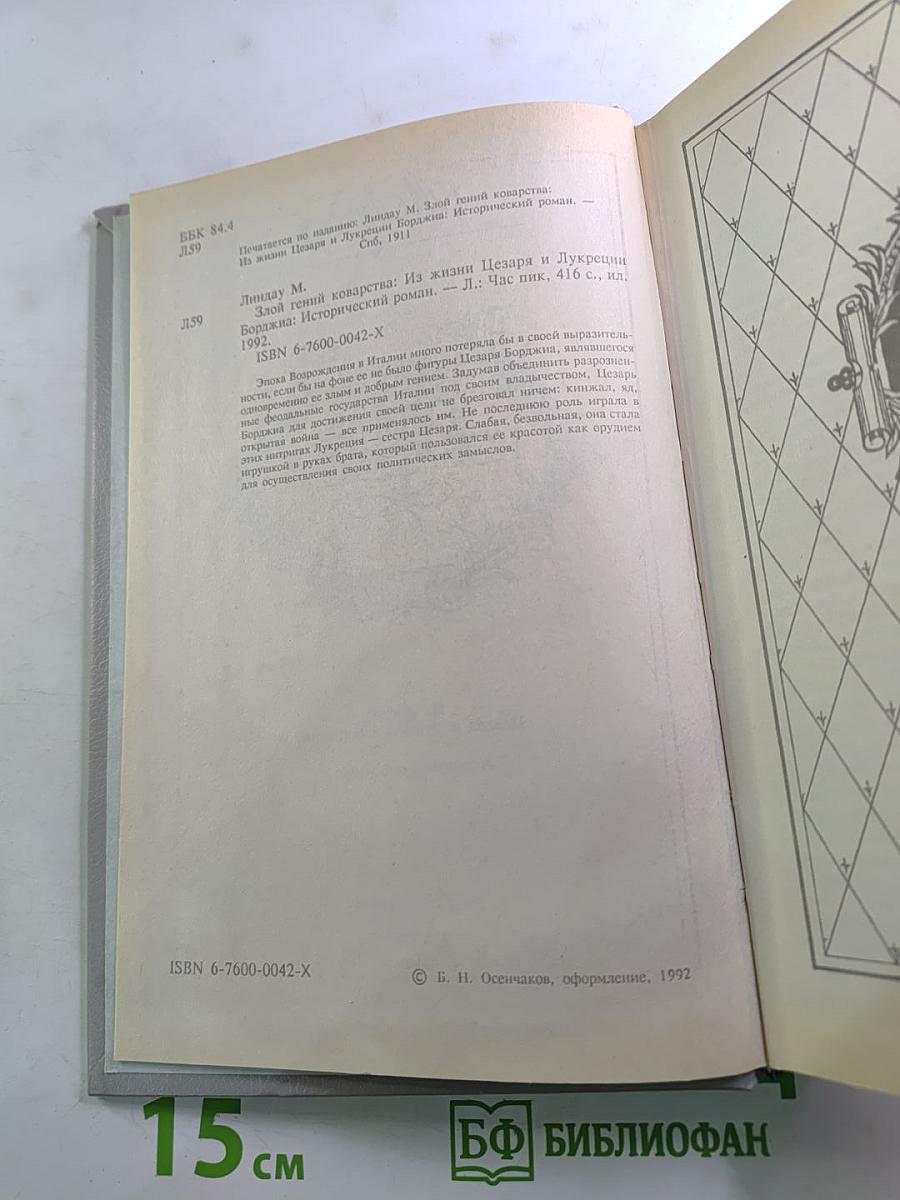 ББК 84.4
Л59
Печатается по изданию: Линдау М. Злой гений коварства:
Из жизни Цезаря и Лукреции Борджиа: Исторический роман. —
Спб, 1911
Линдау М.
Л59
Злой гений коварства: Из жизни Цезаря и Лукреции
Борджиа: Исторический роман. — Л.: Час пик, 416 с., ил.
1992.
ISBN 6-7600-0042-X
Эпоха Возрождения в Италии много потеряла бы в своей выразитель-
ности, если бы на фоне ее не было фигуры Цезаря Борджиа, являвшегося
одновременно ее злым и добрым гением. Задумав объединить разрознен-
ные феодальные государства Италии под своим владычеством, Цезарь
Борджиа для достижения своей цели не брезговал ничем: кинжал, яд,
открытая война — все применялось им. Не последнюю роль играла в
этих интригах Лукреция — сестра Цезаря. Слабая, безвольная, она стала
игрушкой в руках брата, который пользовался ее красотой как орудием
для осуществления своих политических замыслов.
ISBN 6-7600-0042-X
© Б. Н. Осенчаков, оформление, 1992
15 см
БФ БИБЛИОФАН